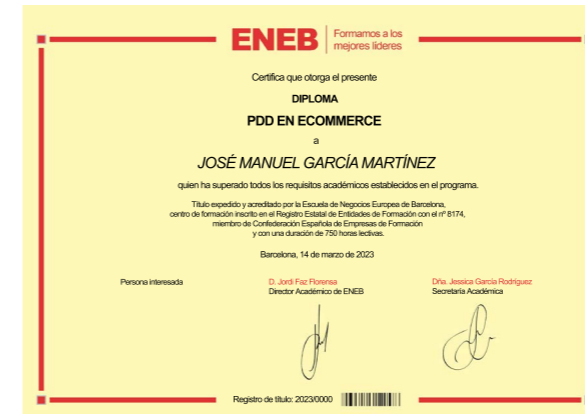 ENEB
Formamos a los
mejores líderes
Certifica que otorga el presente
DIPLOMA
PDD EN ECOMMERCE
a
JOSÉ MANUEL GARCÍA MARTÍNEZ
quien ha superado todos los requisitos académicos establecidos en el programa.
Título expedido y acreditado por la Escuela de Negocios Europea de Barcelona,
centro de formación inscrito en el Registro Estatal de Entidades de Formación con el nº 8174,
miembro de Confederación Española de Empresas de Formación
y con una duración de 750 horas lectivas.
Barcelona, 14 de marzo de 2023
Persona interesada
D. Jordi Faz Florensa
Director Académico de ENEB
Dña. Jessica García Rodríguez
Secretaría Académica
Registro de título: 2023/0000